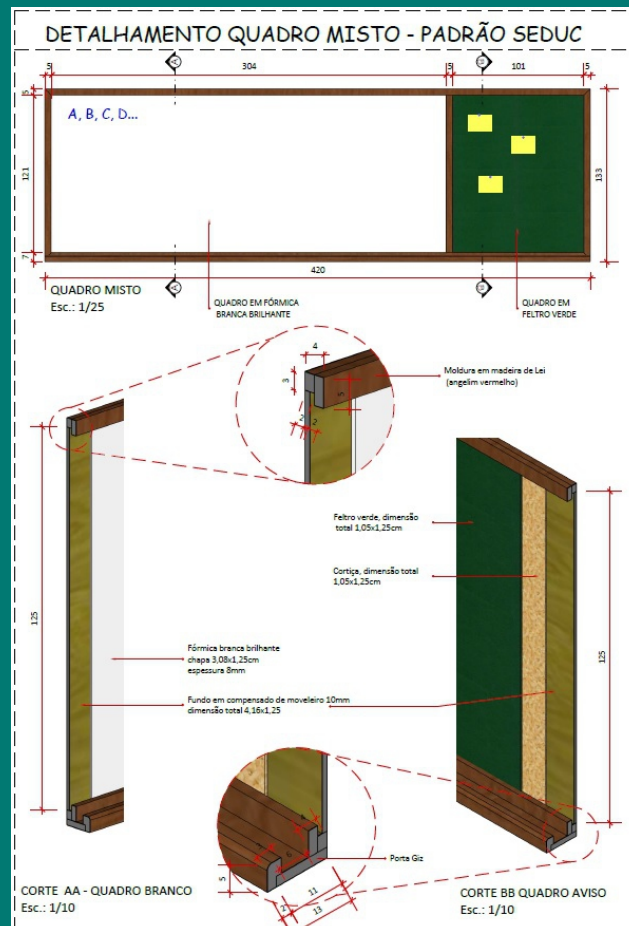 DETALHAMENTO QUADRO MISTO - PADRÃO SEDUC
A
B
5
304
5
101
5
5
A, B, C, D...
121
133
7
420
QUADRO MISTO
Esc.: 1/25
A
B
QUADRO EM FÓRMICA
BRANCA BRILHANTE
QUADRO EM
FELTRO VERDE
4
3
5
2
2
Moldura em madeira de Lei
(angelim vermelho)
Feltro verde, dimensão
total 1,05x1,25cm
Cortiça, dimensão total
1,05x1,25cm
125
125
Fórmica branca brilhante
chapa 3,08x1,25cm
espessura 8mm
Fundo em compensado de moveleiro 10mm
dimensão total 4,16x1,25
Porta Giz
5
2
11
13
CORTE AA - QUADRO BRANCO
Esc.: 1/10
CORTE BB QUADRO AVISO
Esc.: 1/10